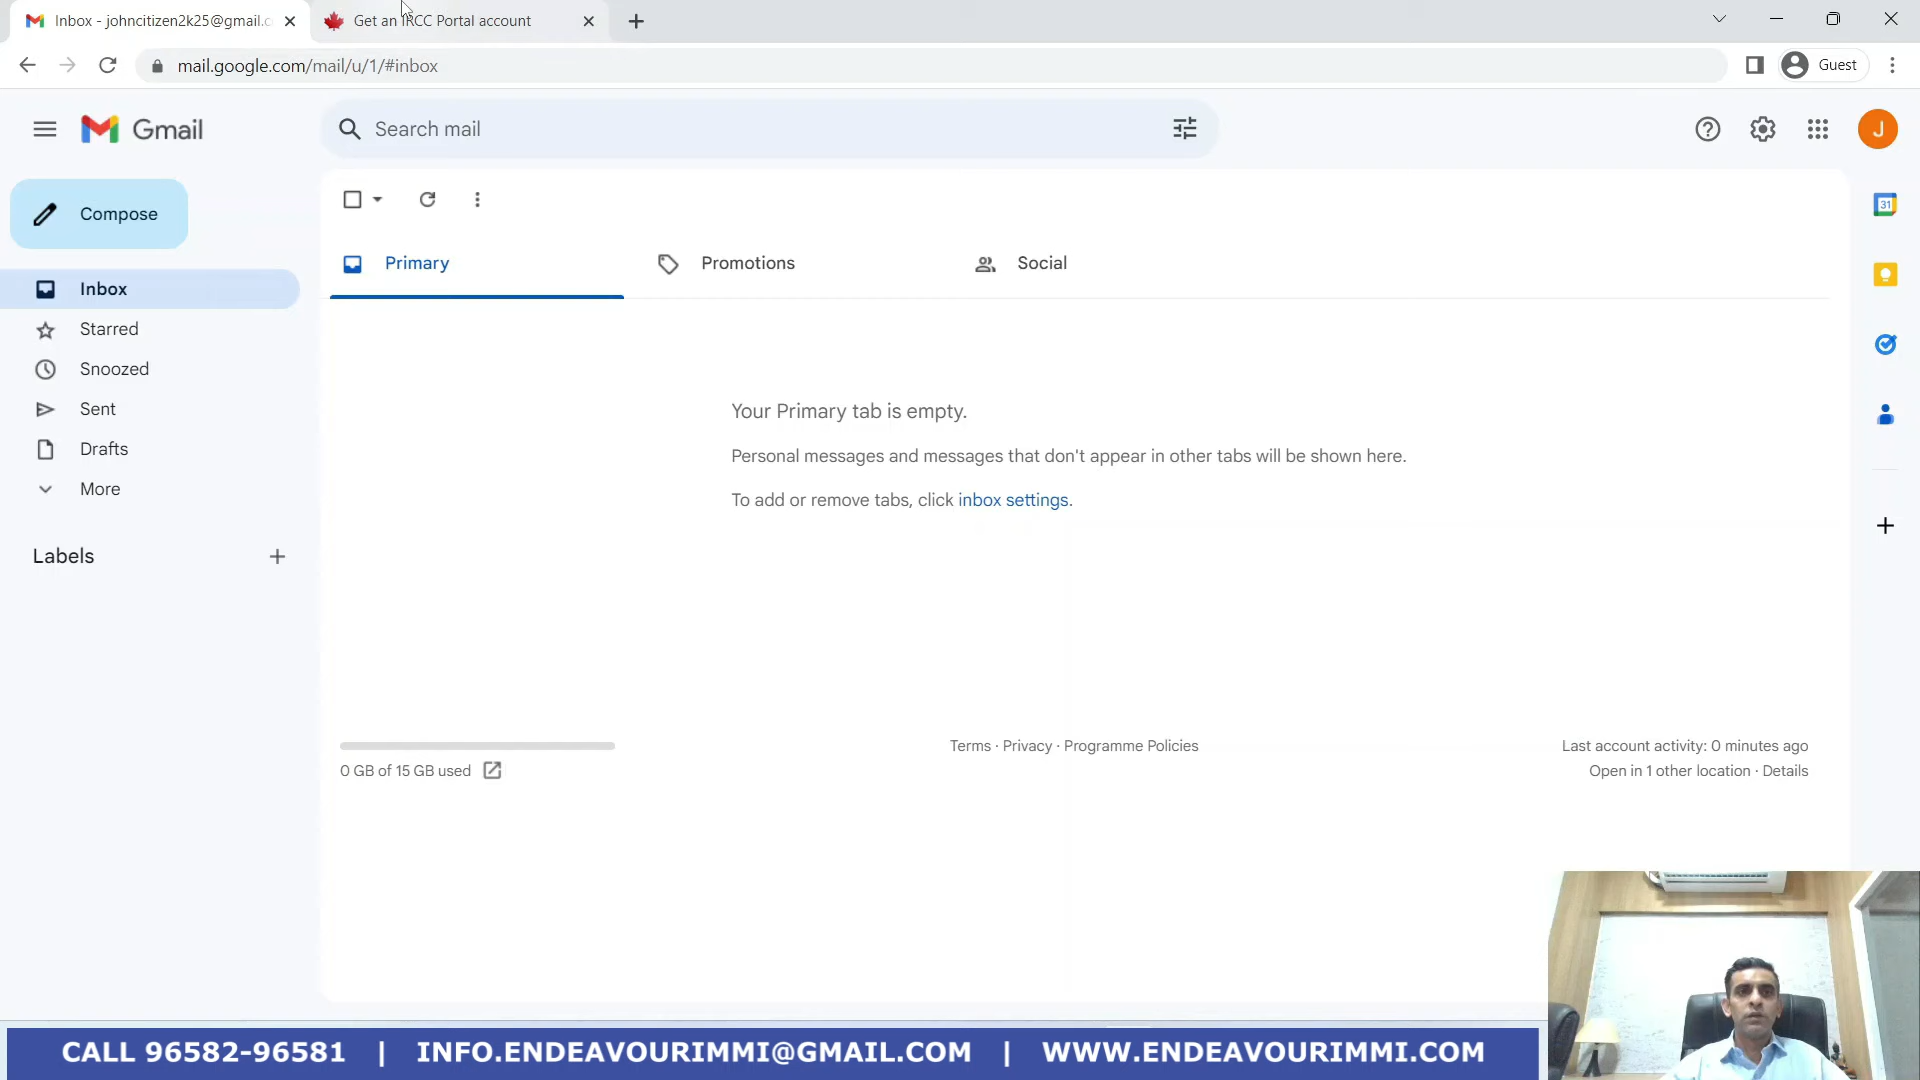 Inbox - johncitizen2k25@gmail.c
Get an IRCC Portal account
mail.google.com/mail/u/1/#inbox
Guest
Gmail
Search mail
J
Compose
Primary
Promotions
Social
31
Inbox
Starred
Snoozed
Sent
Drafts
More
Labels
Your Primary tab is empty.
Personal messages and messages that don't appear in other tabs will be shown here.
To add or remove tabs, click inbox settings.
0 GB of 15 GB used
Terms · Privacy · Programme Policies
Last account activity: 0 minutes ago
Open in 1 other location · Details
CALL 96582-96581 | INFO.ENDEAVOURIMMI@GMAIL.COM | WWW.ENDEAVOURIMMI.COM